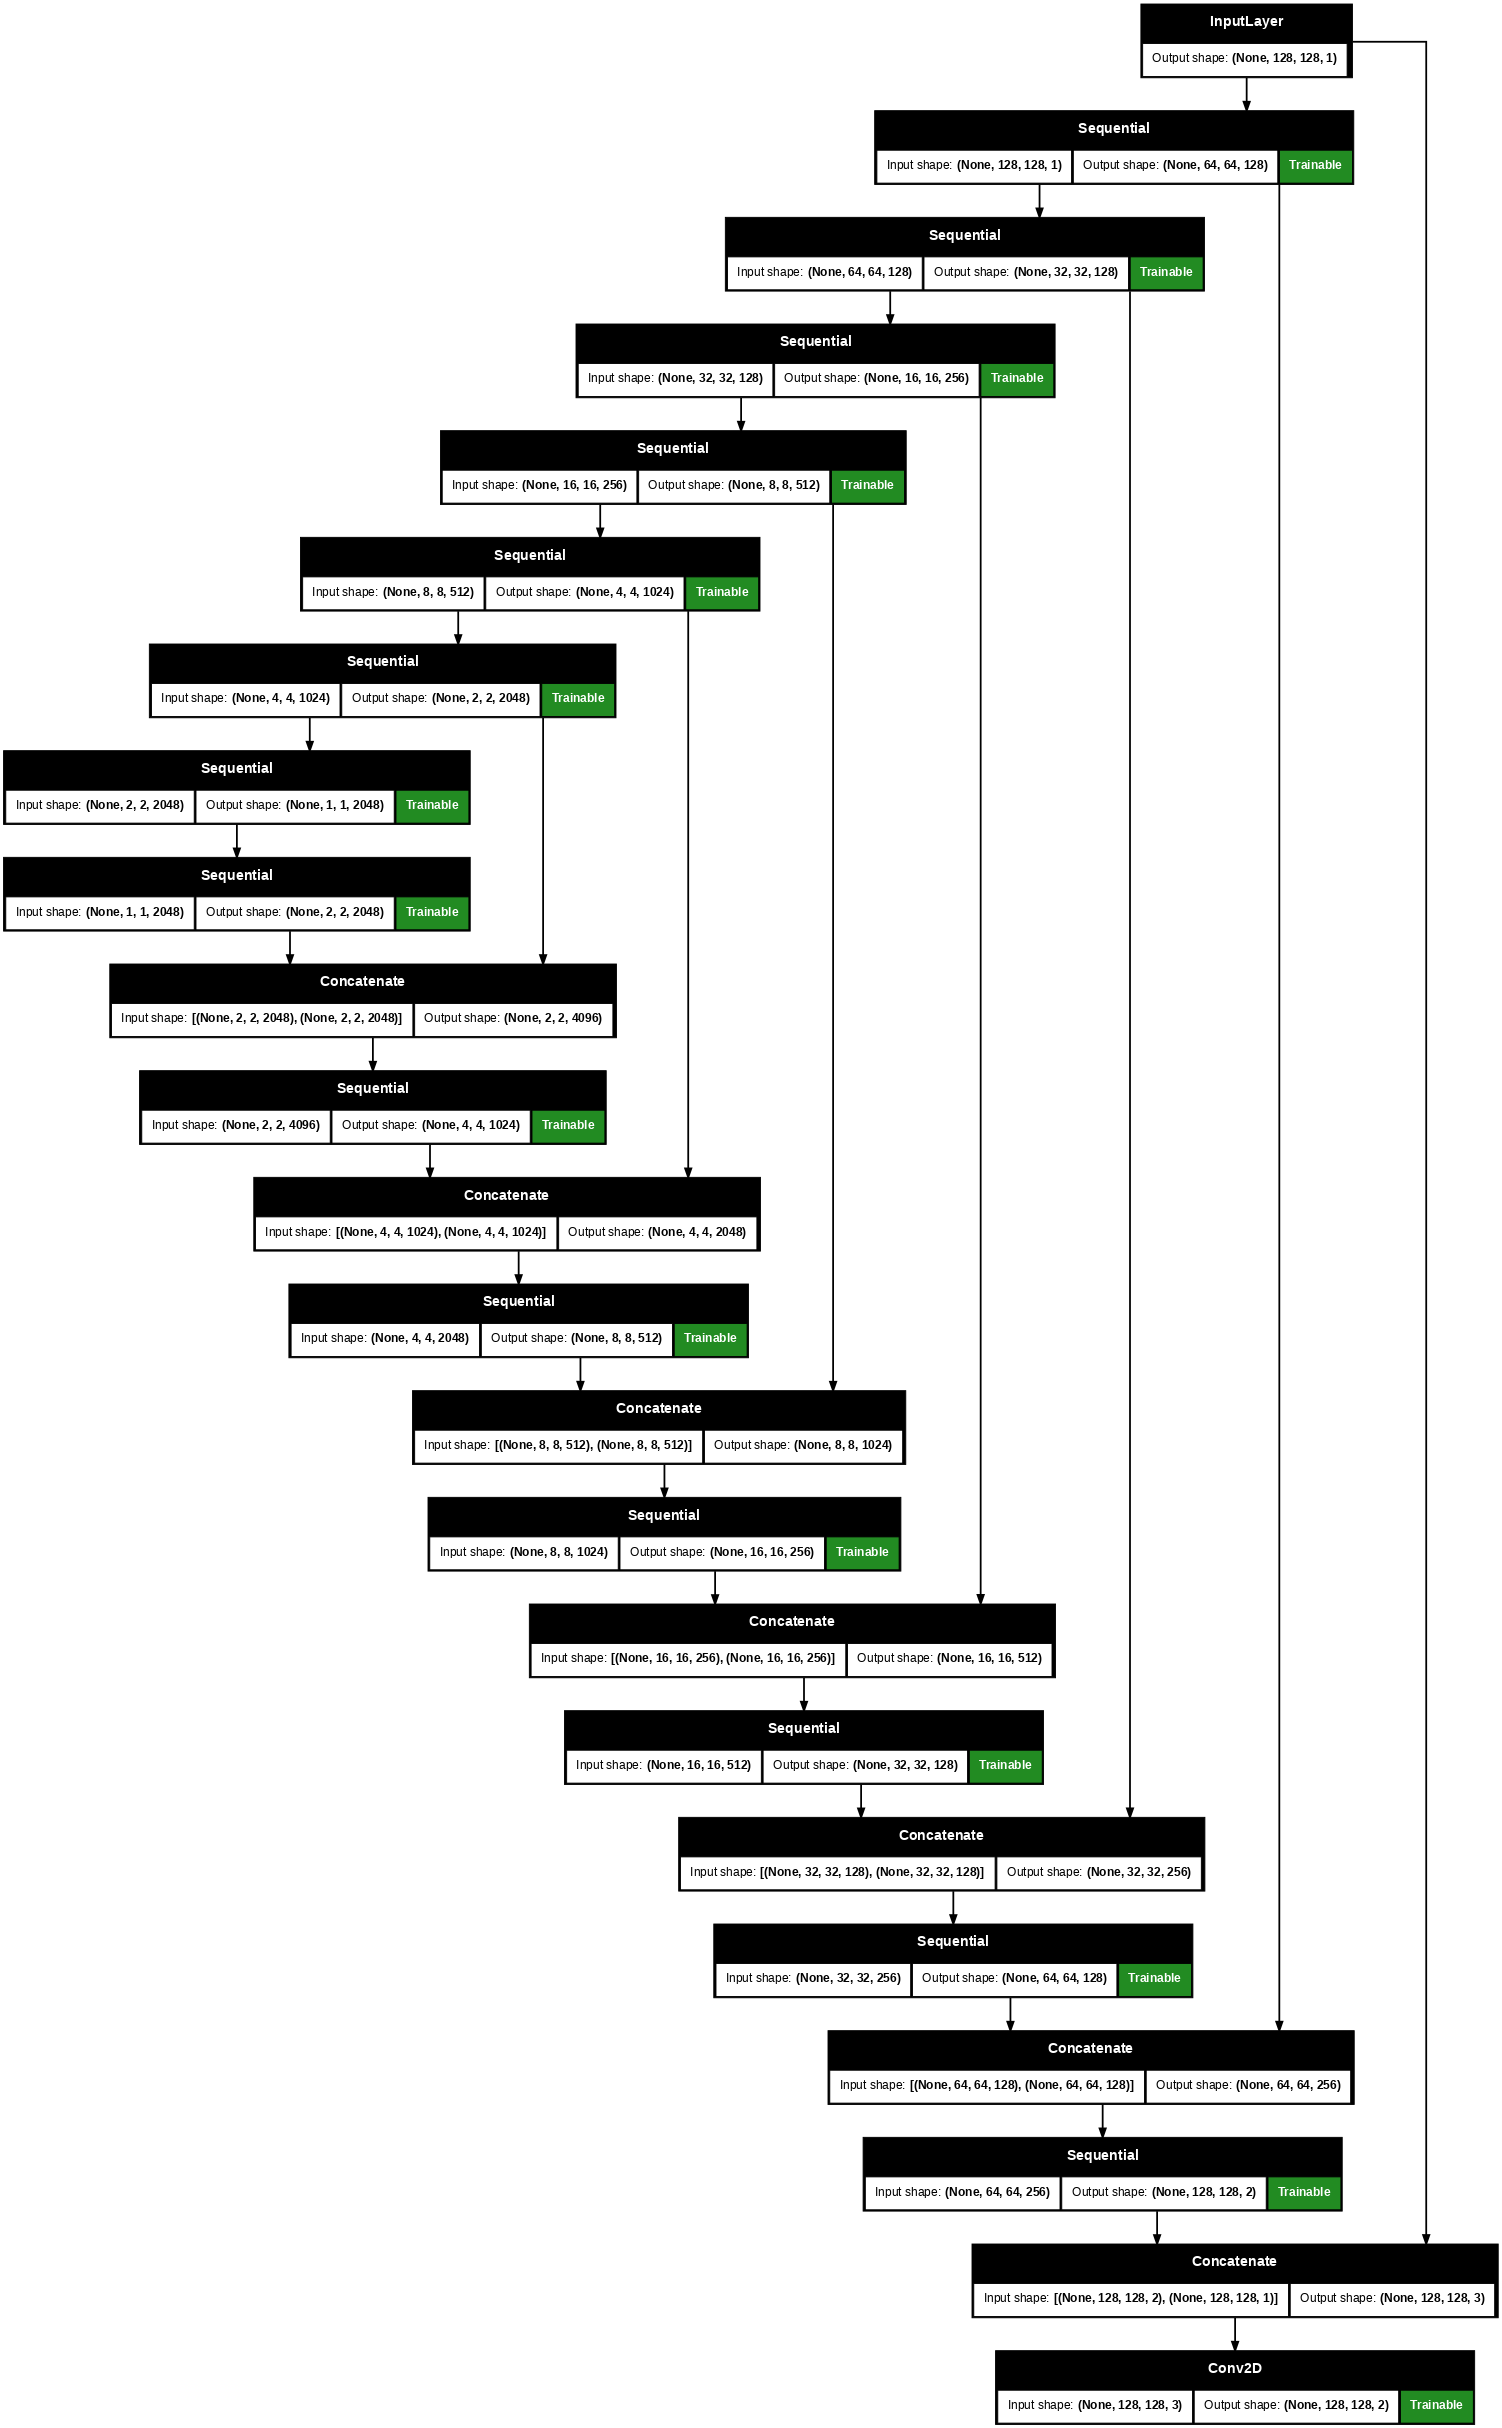 InputLayer
Output shape: (None, 128, 128, 1)
Sequential
Input shape: (None, 128, 128, 1) Output shape: (None, 64, 64, 128) Trainable
Sequential
Input shape: (None, 64, 64, 128) Output shape: (None, 32, 32, 128) Trainable
Sequential
Input shape: (None, 32, 32, 128) Output shape: (None, 16, 16, 256) Trainable
Sequential
Input shape: (None, 16, 16, 256) Output shape: (None, 8, 8, 512) Trainable
Sequential
Input shape: (None, 8, 8, 512) Output shape: (None, 4, 4, 1024) Trainable
Sequential
Input shape: (None, 4, 4, 1024) Output shape: (None, 2, 2, 2048) Trainable
Sequential
Input shape: (None, 2, 2, 2048) Output shape: (None, 1, 1, 2048) Trainable
Sequential
Input shape: (None, 1, 1, 2048) Output shape: (None, 2, 2, 2048) Trainable
Concatenate
Input shape: [(None, 2, 2, 2048), (None, 2, 2, 2048)] Output shape: (None, 2, 2, 4096)
Sequential
Input shape: (None, 2, 2, 4096) Output shape: (None, 4, 4, 1024) Trainable
Concatenate
Input shape: [(None, 4, 4, 1024), (None, 4, 4, 1024)] Output shape: (None, 4, 4, 2048)
Sequential
Input shape: (None, 4, 4, 2048) Output shape: (None, 8, 8, 512) Trainable
Concatenate
Input shape: [(None, 8, 8, 512), (None, 8, 8, 512)] Output shape: (None, 8, 8, 1024)
Sequential
Input shape: (None, 8, 8, 1024) Output shape: (None, 16, 16, 256) Trainable
Concatenate
Input shape: [(None, 16, 16, 256), (None, 16, 16, 256)] Output shape: (None, 16, 16, 512)
Sequential
Input shape: (None, 16, 16, 512) Output shape: (None, 32, 32, 128) Trainable
Concatenate
Input shape: [(None, 32, 32, 128), (None, 32, 32, 128)] Output shape: (None, 32, 32, 256)
Sequential
Input shape: (None, 32, 32, 256) Output shape: (None, 64, 64, 128) Trainable
Concatenate
Input shape: [(None, 64, 64, 128), (None, 64, 64, 128)] Output shape: (None, 64, 64, 256)
Sequential
Input shape: (None, 64, 64, 256) Output shape: (None, 128, 128, 2) Trainable
Concatenate
Input shape: [(None, 128, 128, 2), (None, 128, 128, 1)] Output shape: (None, 128, 128, 3)
Conv2D
Input shape: (None, 128, 128, 3) Output shape: (None, 128, 128, 2) Trainable